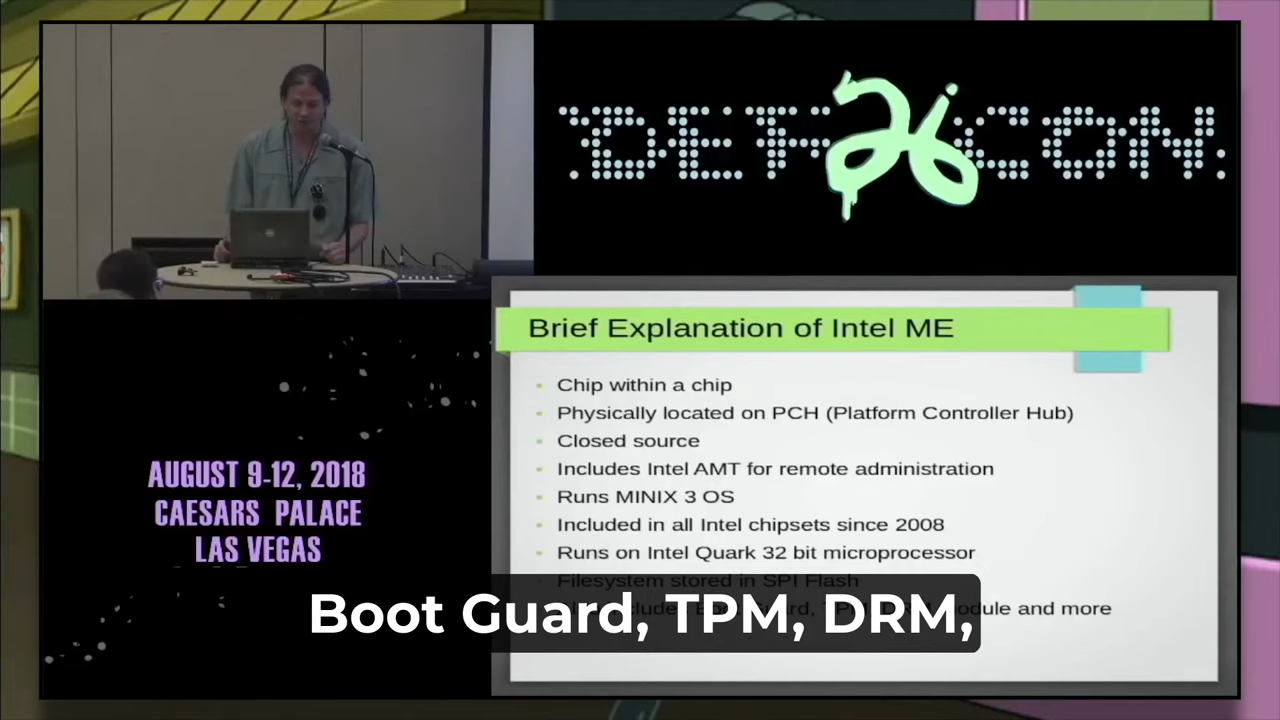 DEF 26 CON
Brief Explanation of Intel ME
Chip within a chip
Physically located on PCH (Platform Controller Hub)
Closed source
Includes Intel AMT for remote administration
Runs MINIX 3 OS
Included in all Intel chipsets since 2008
Runs on Intel Quark 32 bit microprocessor
Filesystem stored in SPI Flash
module and more
AUGUST 9-12, 2018
CAESARS PALACE
LAS VEGAS
Boot Guard, TPM, DRM,